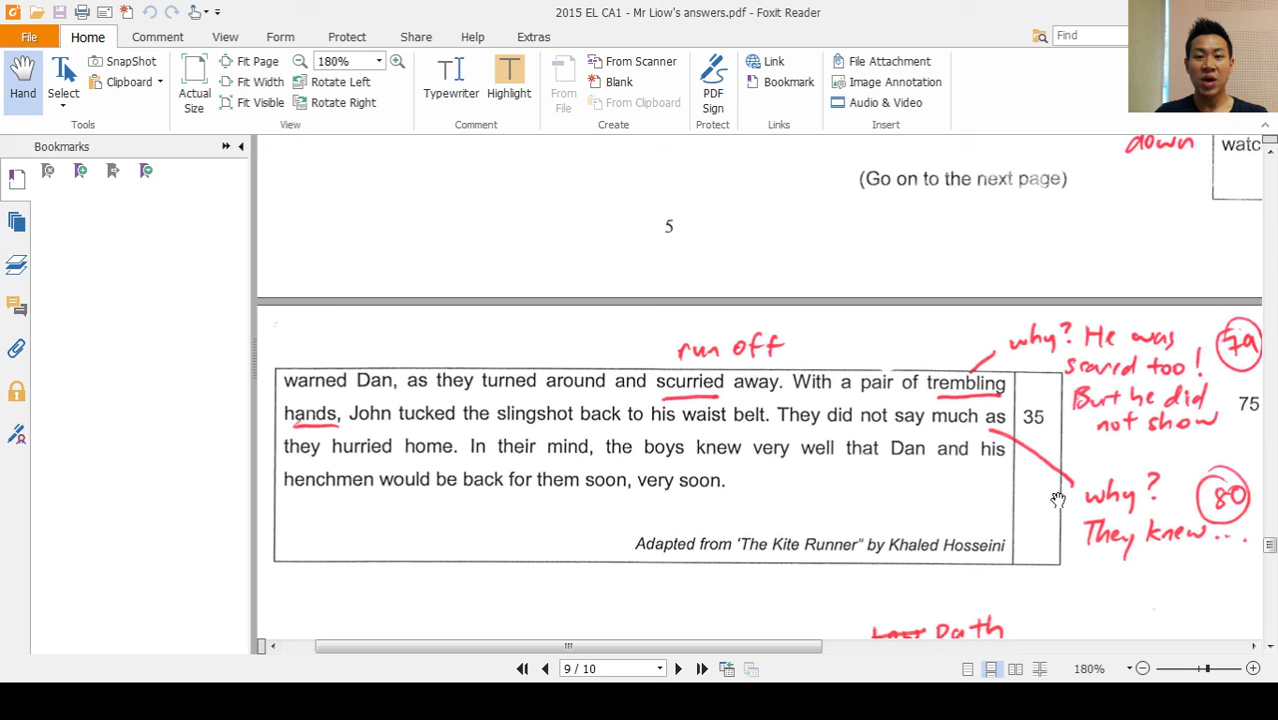 2015 EL CA1 - Mr Liow's answers.pdf - Foxit Reader
File Home Comment View Form Protect Share Help Extras
Find
Hand
Select
SnapShot
Clipboard
Tools
Actual Size
Fit Page
Fit Width
Fit Visible
180%
Rotate Left
Rotate Right
View
Typewriter
Highlight
Comment
From File
From Scanner
Blank
From Clipboard
Create
PDF Sign
Protect
Link
Bookmark
Links
File Attachment
Image Annotation
Audio & Video
Insert
Bookmarks
down
watc
(Go on to the next page)
5
run off
why? He was
scared too!
But he did
not show
79
75
warned Dan, as they turned around and scurried away. With a pair of trembling
hands, John tucked the slingshot back to his waist belt. They did not say much as
35
they hurried home. In their mind, the boys knew very well that Dan and his
henchmen would be back for them soon, very soon.
why?
80
They knew...
Adapted from 'The Kite Runner" by Khaled Hosseini
Path
9 / 10
180%